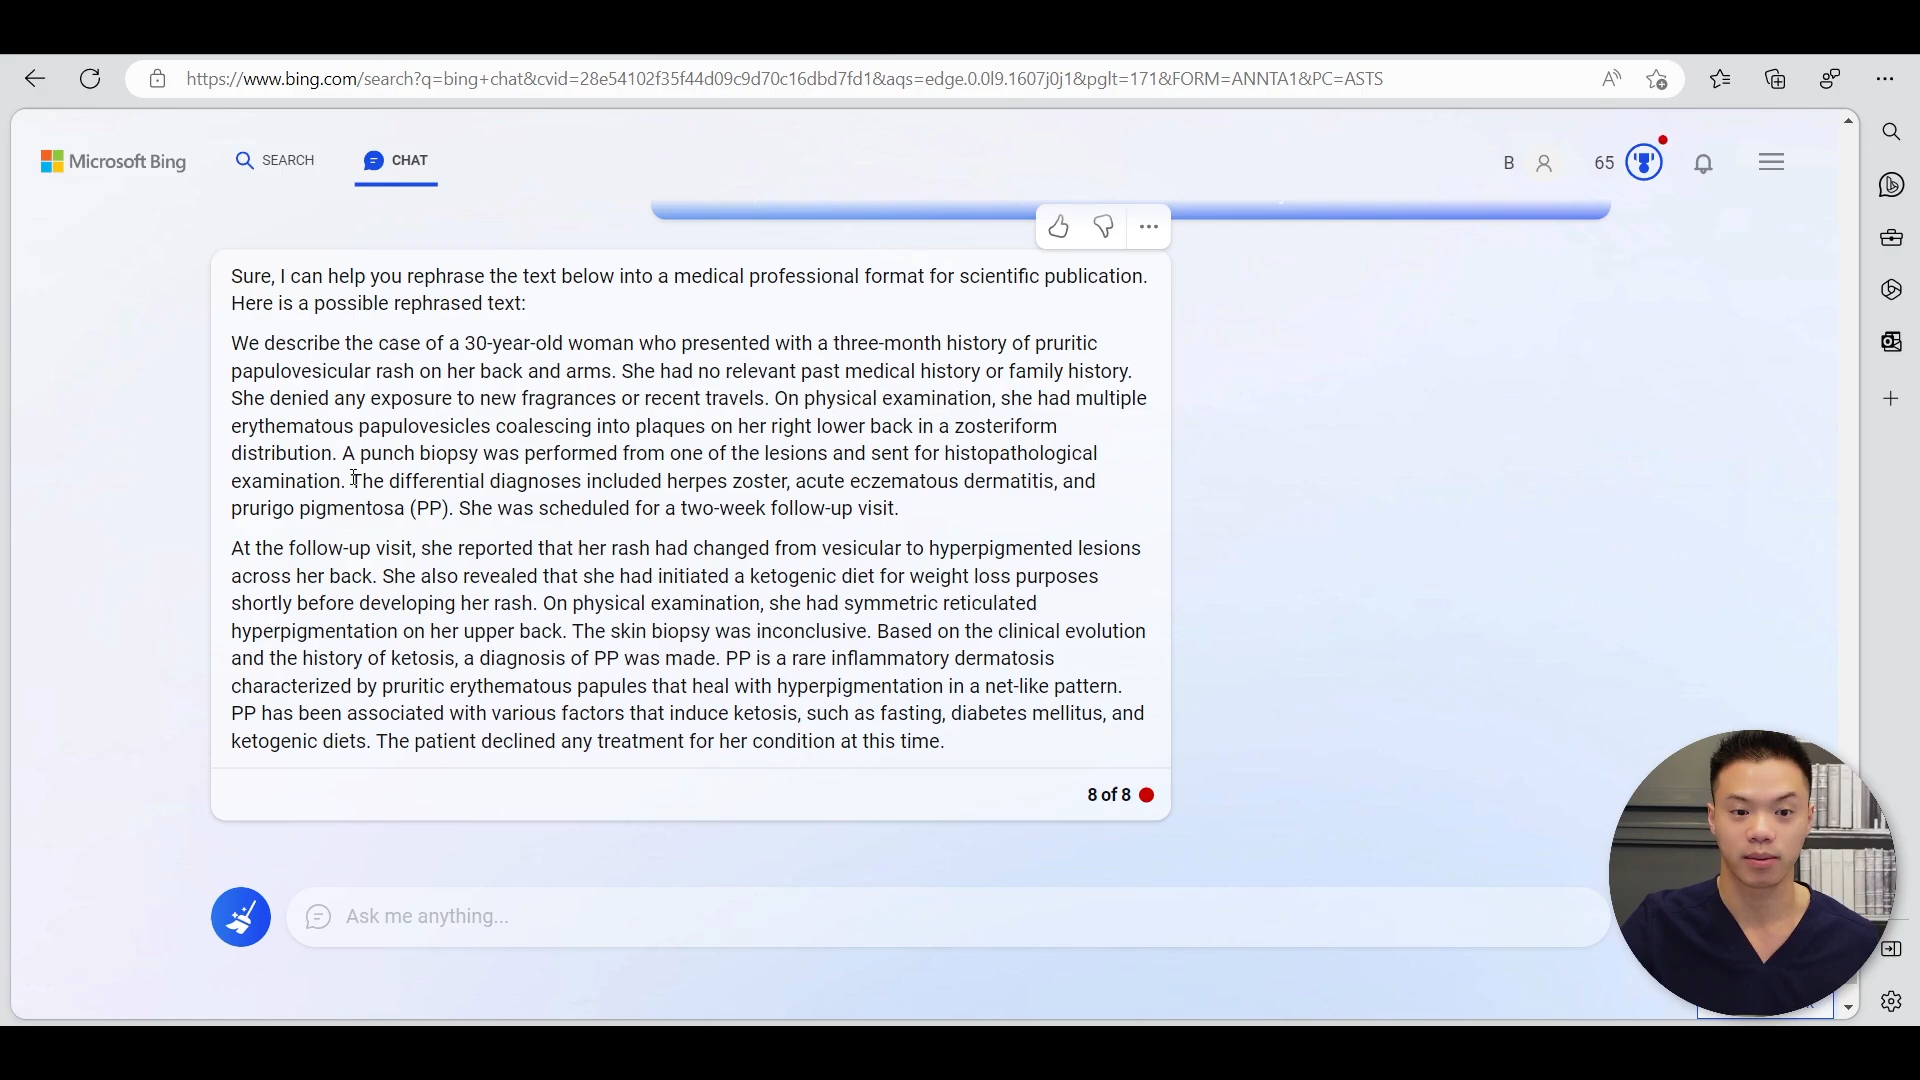 https://www.bing.com/search?q=bing+chat&cvid=28e54102f35f44d09c9d70c16dbd7fd1&aqs=edge.0.0l9.1607j0j1&pglt=171&FORM=ANNTA1&PC=ASTS
Microsoft Bing
SEARCH
CHAT
B
65
Sure, I can help you rephrase the text below into a medical professional format for scientific publication.
Here is a possible rephrased text:
We describe the case of a 30-year-old woman who presented with a three-month history of pruritic
papulovesicular rash on her back and arms. She had no relevant past medical history or family history.
She denied any exposure to new fragrances or recent travels. On physical examination, she had multiple
erythematous papulovesicles coalescing into plaques on her right lower back in a zosteriform
distribution. A punch biopsy was performed from one of the lesions and sent for histopathological
examination. The differential diagnoses included herpes zoster, acute eczematous dermatitis, and
prurigo pigmentosa (PP). She was scheduled for a two-week follow-up visit.
At the follow-up visit, she reported that her rash had changed from vesicular to hyperpigmented lesions
across her back. She also revealed that she had initiated a ketogenic diet for weight loss purposes
shortly before developing her rash. On physical examination, she had symmetric reticulated
hyperpigmentation on her upper back. The skin biopsy was inconclusive. Based on the clinical evolution
and the history of ketosis, a diagnosis of PP was made. PP is a rare inflammatory dermatosis
characterized by pruritic erythematous papules that heal with hyperpigmentation in a net-like pattern.
PP has been associated with various factors that induce ketosis, such as fasting, diabetes mellitus, and
ketogenic diets. The patient declined any treatment for her condition at this time.
8 of 8
Ask me anything...